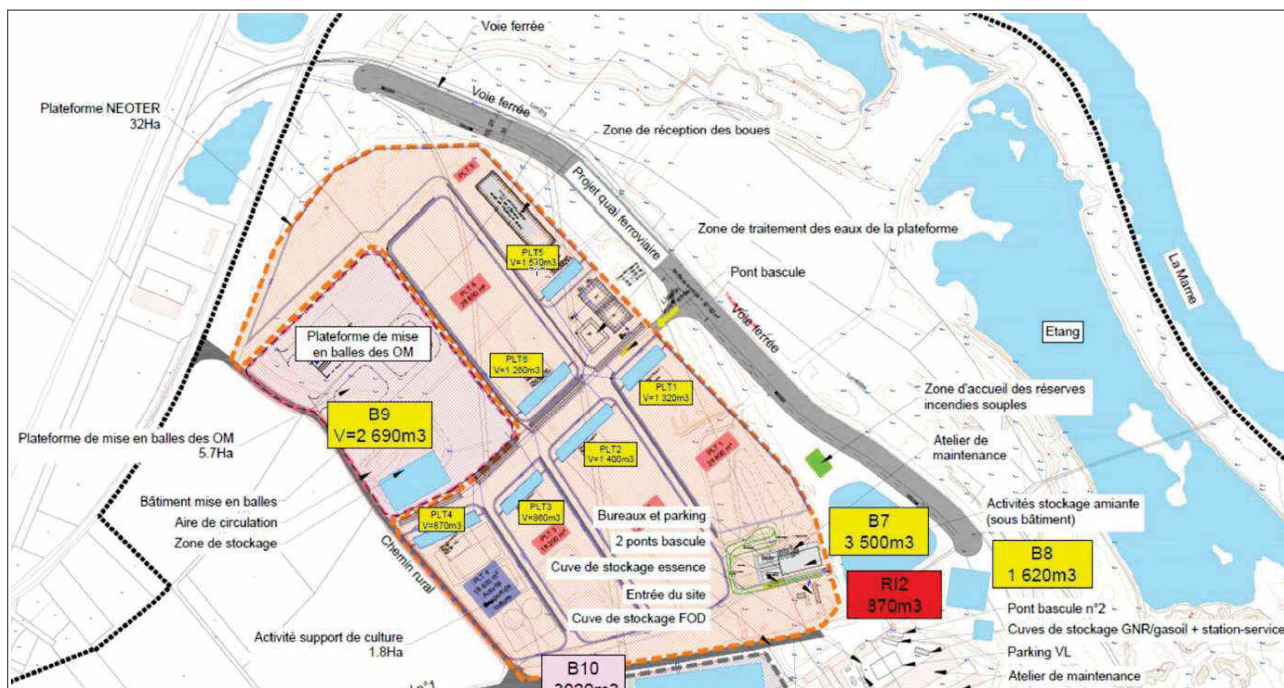 Voie ferrée
Plateforme NEOTER
32Ha
Voie ferrée
Zone de réception des boues
PLT 5
Projet quai ferroviaire
Zone de traitement des eaux de la plateforme
PLT5
V=1 530m3
Pont bascule
La Marne
Voie ferrée
Plateforme de mise
en balles des OM
Etang
PLT6
V=1 260m3
PLT1
V=1 320m3
Zone d'accueil des réserves
incendies souples
B9
V=2 690m3
Plateforme de mise en balles des OM
5.7Ha
PLT2
V=1 400m3
Atelier de
maintenance
Bâtiment mise en balles
Aire de circulation
Zone de stockage
PLT4
V=870m3
PLT3
V=860m3
Bureaux et parking
2 ponts bascule
Cuve de stockage essence
Entrée du site
Cuve de stockage FOD
B7
3 500m3
Activités stockage amiante
(sous bâtiment)
B8
1 620m3
RI2
870m3
Chemin rural
Activité support de culture
1.8Ha
Pont bascule n°2
Cuves de stockage GNR/gasoil + station-service
Parking VL
Atelier de maintenance
B10
n°1